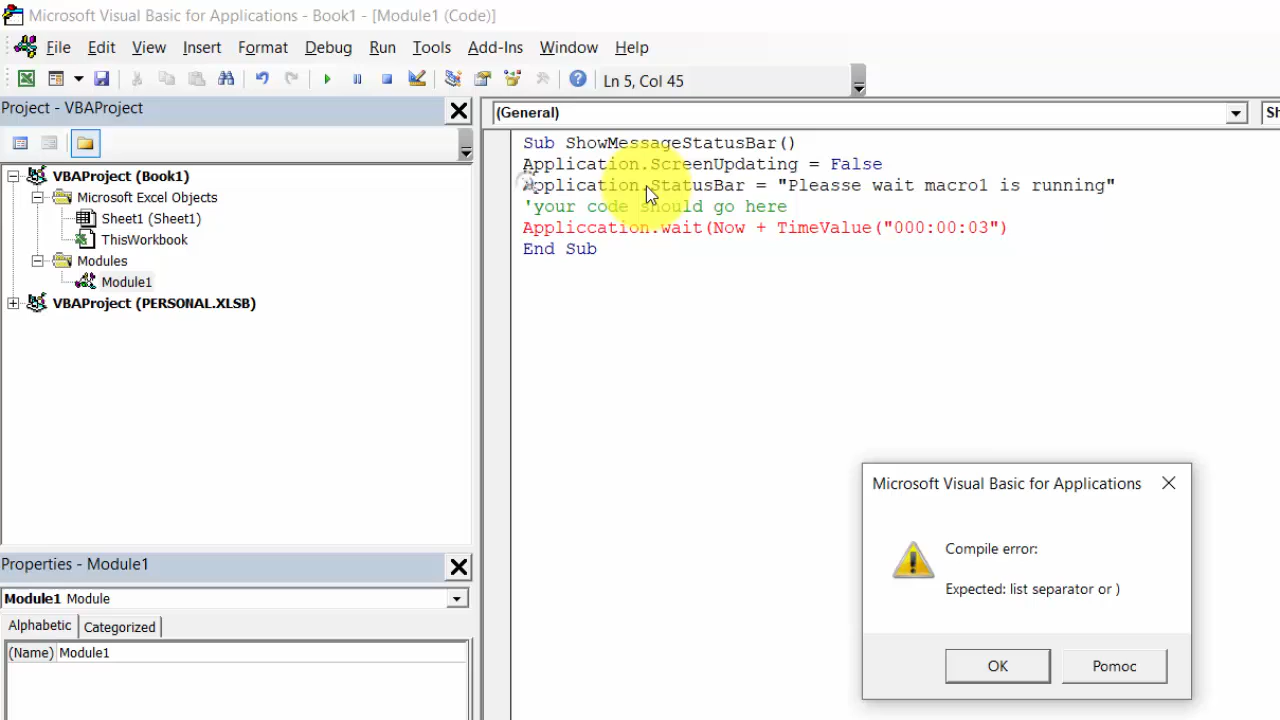 Microsoft Visual Basic for Applications - Book1 - [Module1 (Code)]
File Edit View Insert Format Debug Run Tools Add-Ins Window Help
Ln 5, Col 45
Project - VBAProject
(General)
Sh
VBAProject (Book1)
Microsoft Excel Objects
Sheet1 (Sheet1)
ThisWorkbook
Modules
Module1
VBAProject (PERSONAL.XLSB)
Sub ShowMessageStatusBar()
Application.ScreenUpdating = False
Application.StatusBar = "Pleasse wait macro1 is running"
'your code should go here
Appliccation.wait(Now + TimeValue("000:00:03")
End Sub
Properties - Module1
Module1 Module
Alphabetic Categorized
(Name) Module1
Microsoft Visual Basic for Applications
Compile error:
Expected: list separator or )
OK Pomoc